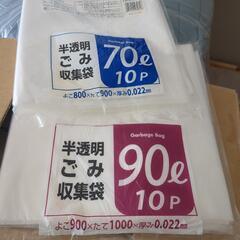 半透明
ごみ
収集袋
Garbage Bag
70ℓ
10P
よこ800×たて900×厚み0.022mm
半透明
ごみ
収集袋
Garbage Bag
90ℓ
10P
よこ900×たて1000×厚み0.022mm